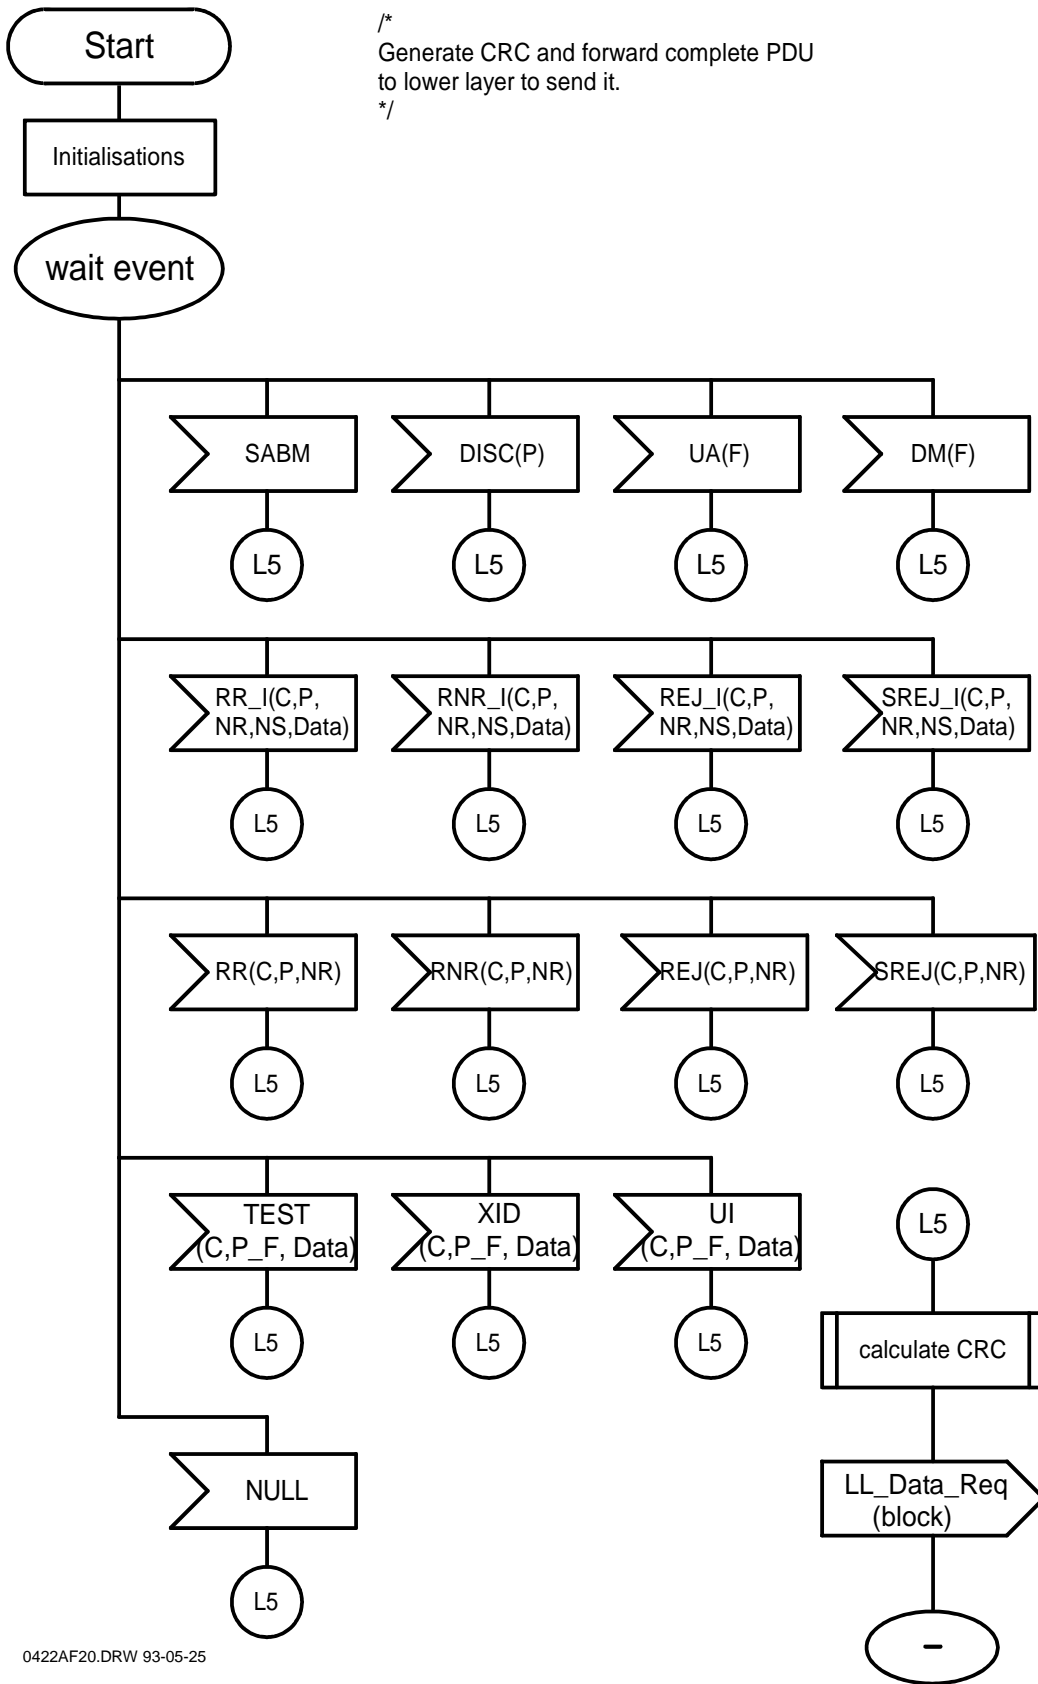 Start
/*
Generate CRC and forward complete PDU
to lower layer to send it.
*/
Initialisations
wait event
SABM
DISC(P)
UA(F)
DM(F)
L5
L5
L5
L5
RR_I(C,P,
NR,NS,Data)
RNR_I(C,P,
NR,NS,Data)
REJ_I(C,P,
NR,NS,Data)
SREJ_I(C,P,
NR,NS,Data)
L5
L5
L5
L5
RR(C,P,NR)
RNR(C,P,NR)
REJ(C,P,NR)
SREJ(C,P,NR)
L5
L5
L5
L5
TEST
(C,P_F, Data)
XID
(C,P_F, Data)
UI
(C,P_F, Data)
L5
L5
L5
L5
calculate CRC
NULL
LL_Data_Req
(block)
L5
–
0422AF20.DRW 93-05-25